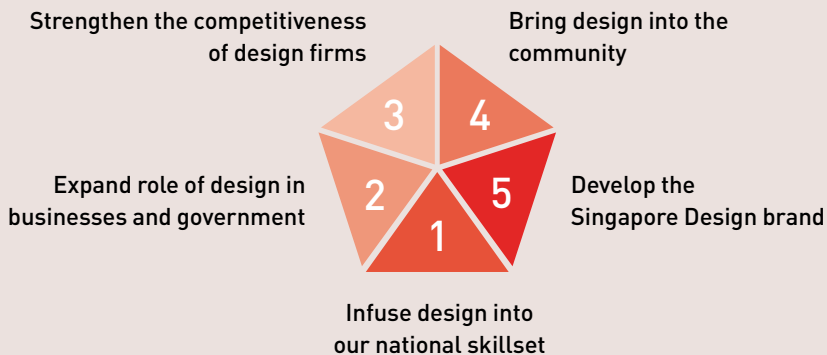 Strengthen the competitiveness
of design firms
Bring design into the
community
3
4
Expand role of design in
businesses and government
2
5
Develop the
Singapore Design brand
1
Infuse design into
our national skillset